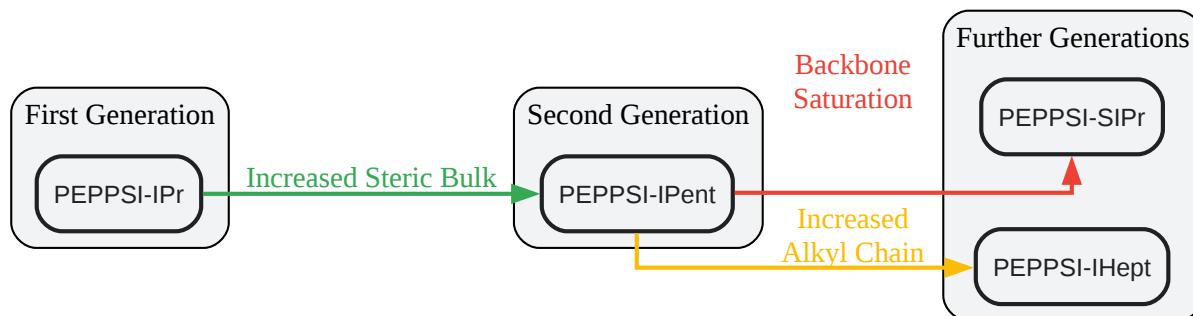 First Generation
PEPPSI-IPr
Increased Steric Bulk
Second Generation
PEPPSI-IPent
Backbone
Saturation
Increased
Alkyl Chain
Further Generations
PEPPSI-SIPr
PEPPSI-IHept